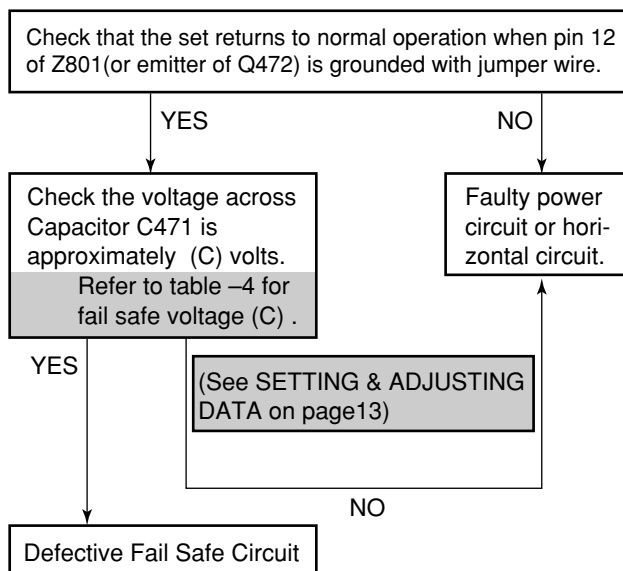 Check that the set returns to normal operation when pin 12
of Z801(or emitter of Q472) is grounded with jumper wire.
YES
NO
Check the voltage across
Capacitor C471 is
approximately (C) volts.
Refer to table –4 for
fail safe voltage (C) .
Faulty power
circuit or hori-
zontal circuit.
YES
(See SETTING & ADJUSTING
DATA on page13)
NO
Defective Fail Safe Circuit